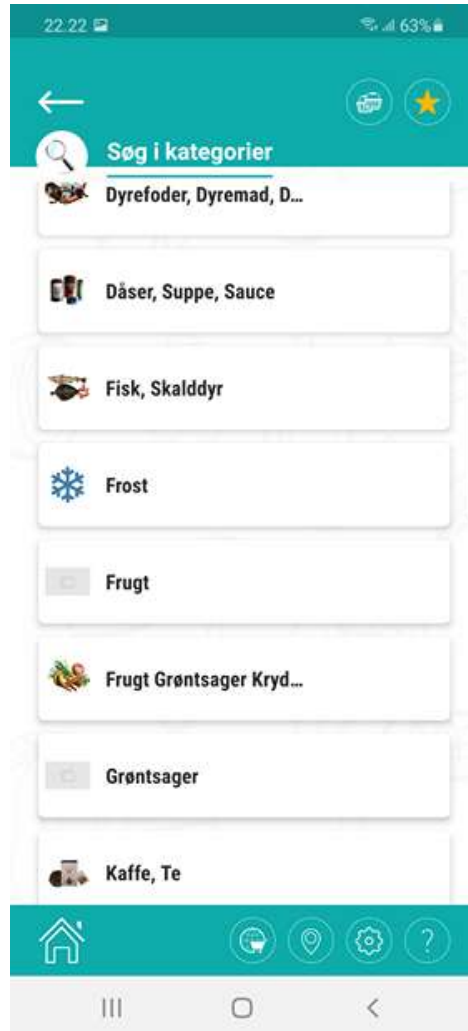 22.22 63%
Søg i kategorier
Dyrefoder, Dyremad, D...
Dåser, Suppe, Sauce
Fisk, Skalddyr
Frost
Frugt
Frugt Grøntsager Kryd...
Grøntsager
Kaffe, Te
?